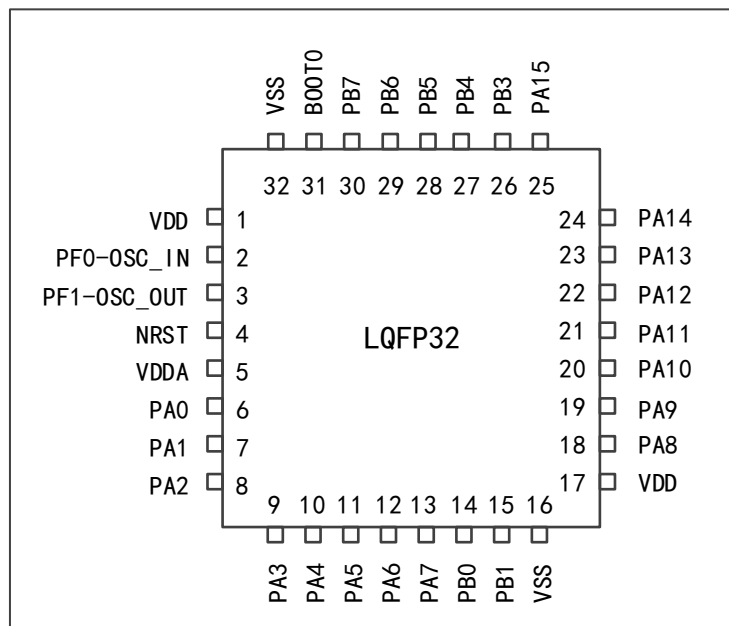 VSS
BOOT0
PB7
PB6
PB5
PB4
PB3
PA15
32 31 30 29 28 27 26 25
VDD 1
PF0-OSC_IN 2
PF1-OSC_OUT 3
NRST 4
VDDA 5
PA0 6
PA1 7
PA2 8
LQFP32
24 PA14
23 PA13
22 PA12
21 PA11
20 PA10
19 PA9
18 PA8
17 VDD
9 10 11 12 13 14 15 16
PA3
PA4
PA5
PA6
PA7
PB0
PB1
VSS